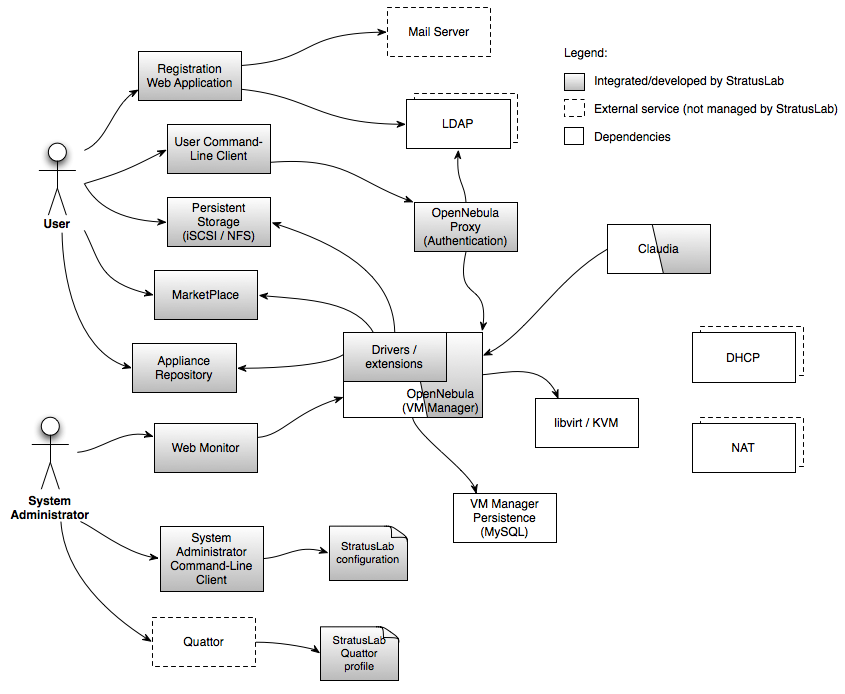 Mail Server
Legend:
Registration
Web Application
Integrated/developed by StratusLab
External service (not managed by StratusLab)
LDAP
Dependencies
User Command-
Line Client
User
Persistent
Storage
(iSCSI / NFS)
OpenNebula
Proxy
(Authentication)
Claudia
MarketPlace
Drivers /
extensions
Appliance
Repository
DHCP
OpenNebula
(VM Manager)
libvirt / KVM
Web Monitor
NAT
System
Administrator
VM Manager
Persistence
(MySQL)
System
Administrator
Command-Line
Client
StratusLab
configuration
Quattor
StratusLab
Quattor
profile